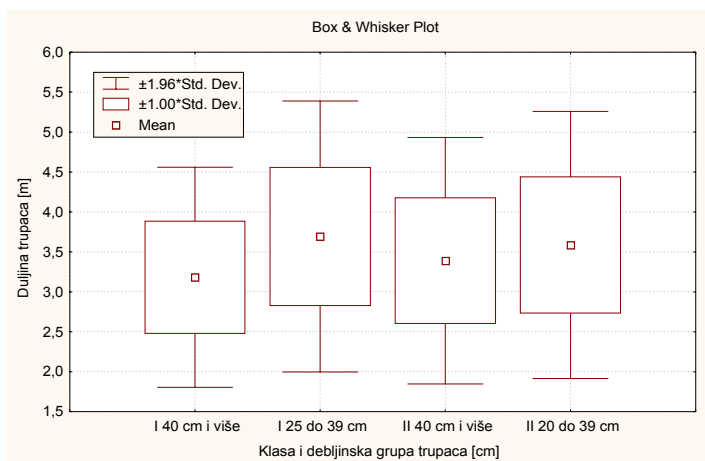 Box & Whisker Plot
6,0
5,5
5,0
4,5
4,0
3,5
3,0
2,5
2,0
1,5
Duljina trupaca [m]
±1.96*Std. Dev.
±1.00*Std. Dev.
Mean
I 40 cm i više I 25 do 39 cm II 40 cm i više II 20 do 39 cm
Klasa i debljinska grupa trupaca [cm]